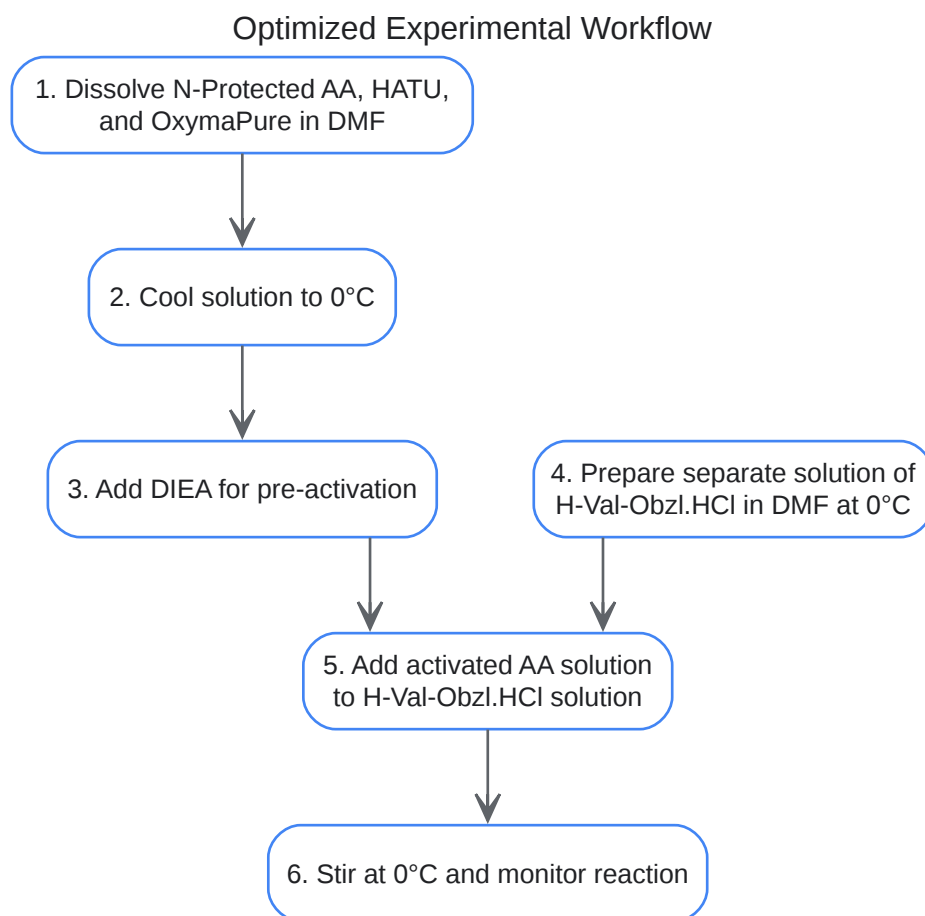 Optimized Experimental Workflow
1. Dissolve N-Protected AA, HATU,
and OxymaPure in DMF
2. Cool solution to 0°C
3. Add DIEA for pre-activation
4. Prepare separate solution of
H-Val-Obzl.HCl in DMF at 0°C
5. Add activated AA solution
to H-Val-Obzl.HCl solution
6. Stir at 0°C and monitor reaction